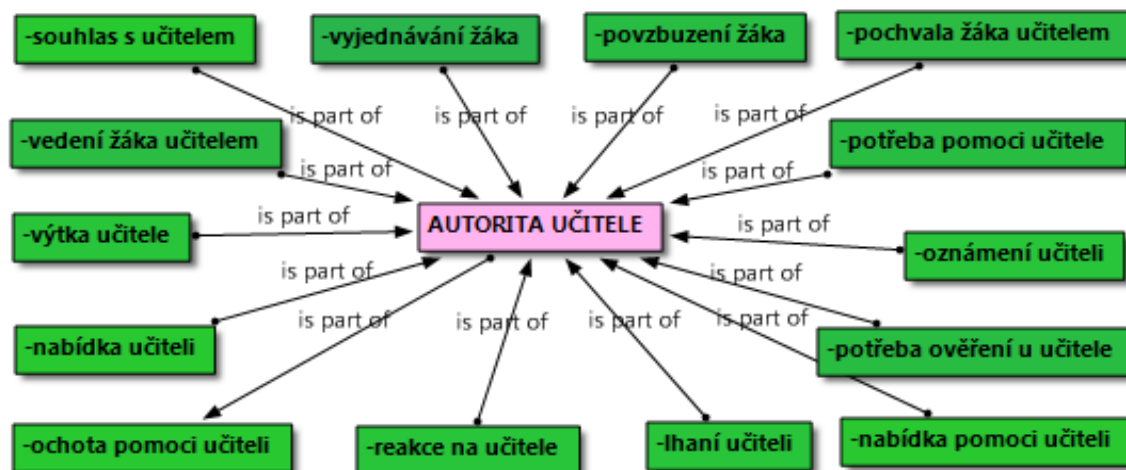 -souhlas s učitelem
-vyjednávání žáka
-povzbuzení žáka
-pochvala žáka učitelem
is part of
is part of
is part of
is part of
-vedení žáka učitelem
-potřeba pomoci učitele
is part of
is part of
is part of
AUTORITA UČITELE
is part of
-výtka učitele
-oznámení učiteli
is part of
is part of
is part of
is part of
is part of
is part of
-nabídka učiteli
-potřeba ověření u učitele
-ochota pomoci učiteli
-reakce na učitele
-lhaní učiteli
-nabídka pomoci učiteli